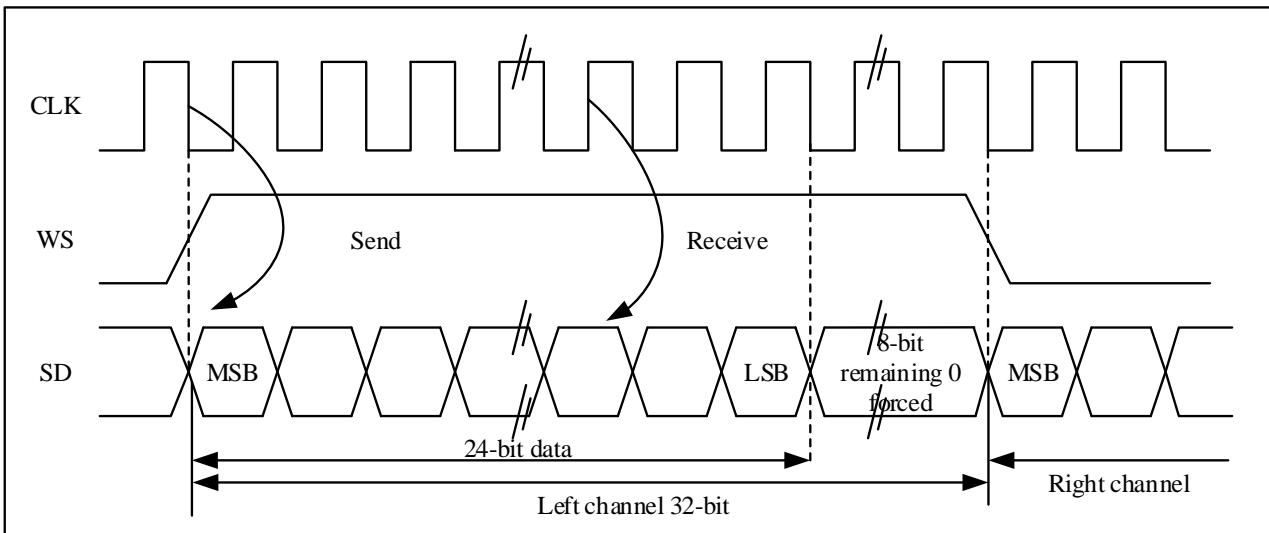 CLK
WS
Send
Receive
SD
MSB
LSB
8-bit
remaining 0
forced
MSB
24-bit data
Left channel 32-bit
Right channel